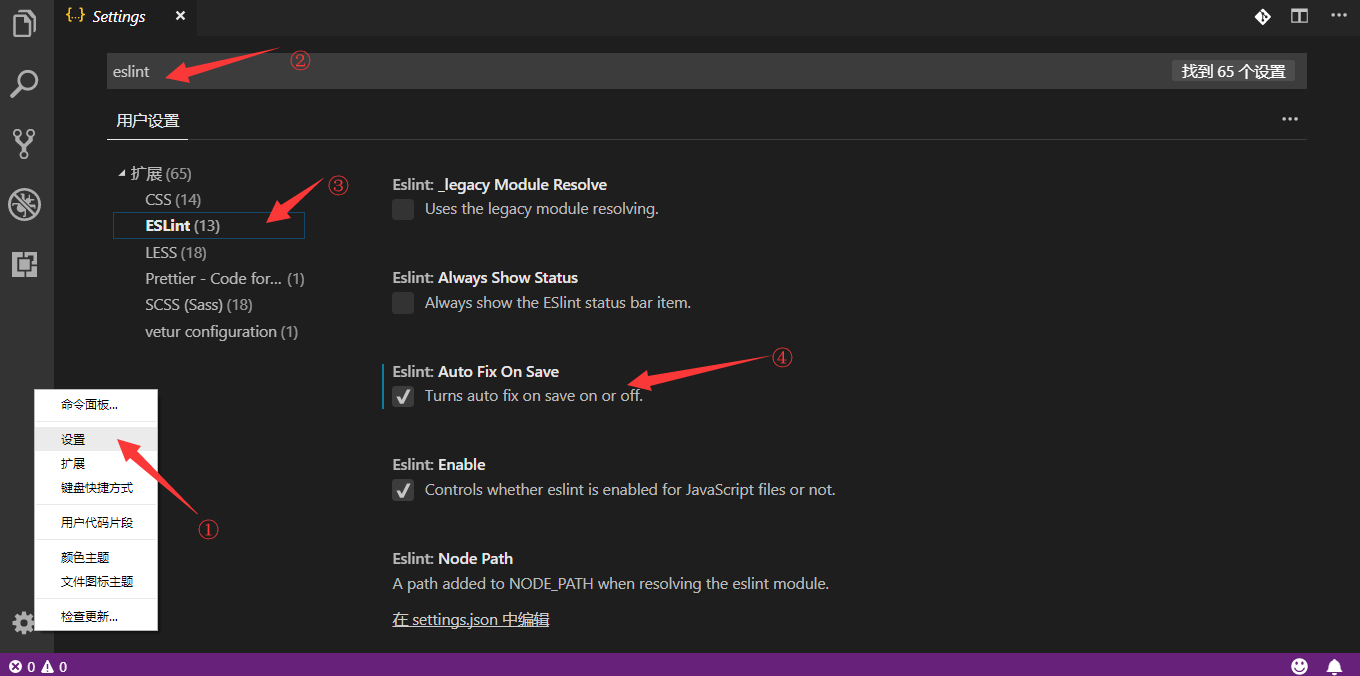 {..} Settings ×
②
eslint
找到 65 个设置
用户设置
扩展 (65)
CSS (14)
③
ESLint (13)
LESS (18)
Prettier - Code for... (1)
SCSS (Sass) (18)
vetur configuration (1)
Eslint: _legacy Module Resolve
Uses the legacy module resolving.
Eslint: Always Show Status
Always show the ESlint status bar item.
④
Eslint: Auto Fix On Save
Turns auto fix on save on or off.
Eslint: Enable
Controls whether eslint is enabled for JavaScript files or not.
Eslint: Node Path
A path added to NODE_PATH when resolving the eslint module.
在 settings.json 中编辑
命令面板...
设置
扩展
键盘快捷方式
①
用户代码片段
颜色主题
文件图标主题
检查更新...
0 0